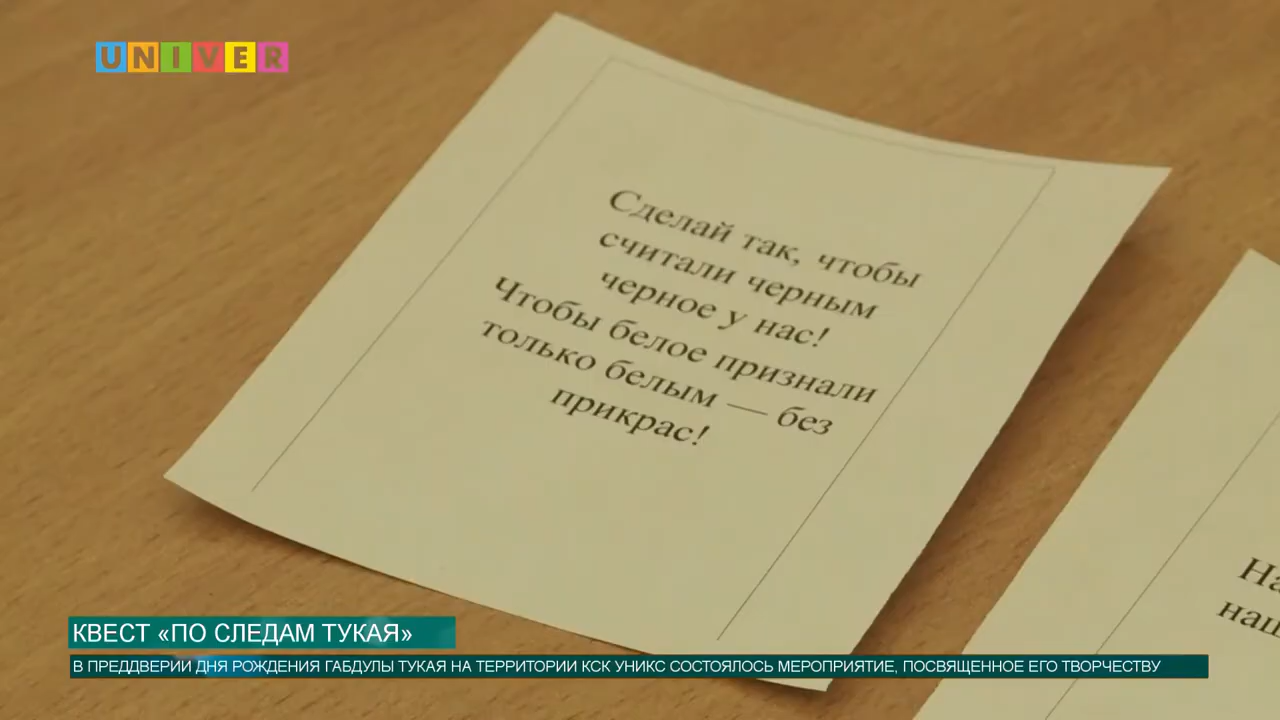 UNIVER
Сделай так, чтобы
считали черным
черное у нас!
Чтобы белое признали
только белым — без
прикрас!
КВЕСТ «ПО СЛЕДАМ ТУКАЯ»
В ПРЕДДВЕРИИ ДНЯ РОЖДЕНИЯ ГАБДУЛЫ ТУКАЯ НА ТЕРРИТОРИИ КСК УНИКС СОСТОЯЛОСЬ МЕРОПРИЯТИЕ, ПОСВЯЩЕННОЕ ЕГО ТВОРЧЕСТВУ